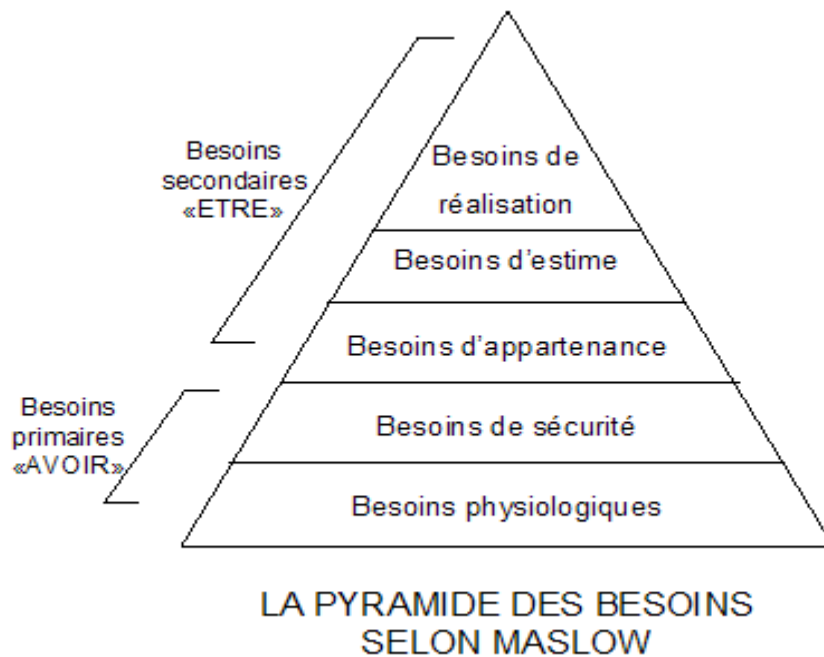 Besoins
secondaires
«ETRE»
Besoins de
réalisation
Besoins d'estime
Besoins d'appartenance
Besoins
primaires
«AVOIR»
Besoins de sécurité
Besoins physiologiques
LA PYRAMIDE DES BESOINS
SELON MASLOW